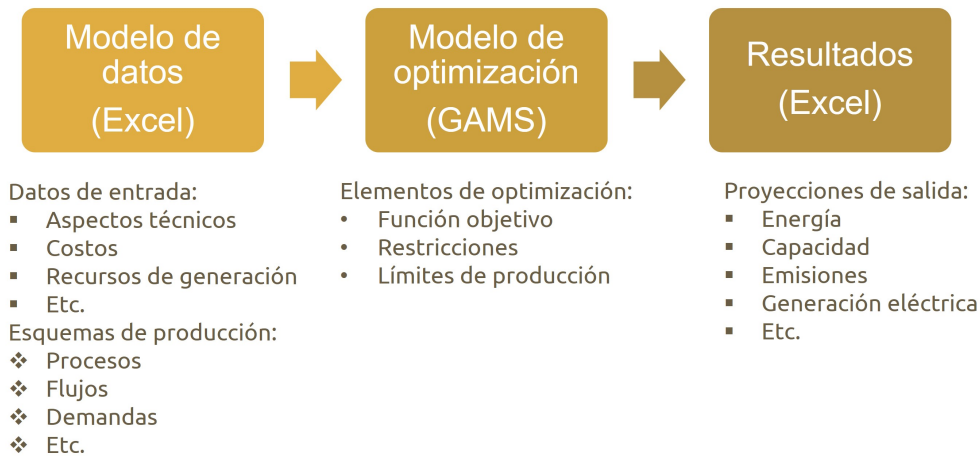 Modelo de
datos
(Excel)
Modelo de
optimización
(GAMS)
Resultados
(Excel)
Datos de entrada:
▪ Aspectos técnicos
▪ Costos
▪ Recursos de generación
▪ Etc.
Esquemas de producción:
❖ Procesos
❖ Flujos
❖ Demandas
❖ Etc.
Elementos de optimización:
• Función objetivo
• Restricciones
• Límites de producción
Proyecciones de salida:
▪ Energía
▪ Capacidad
▪ Emisiones
▪ Generación eléctrica
▪ Etc.